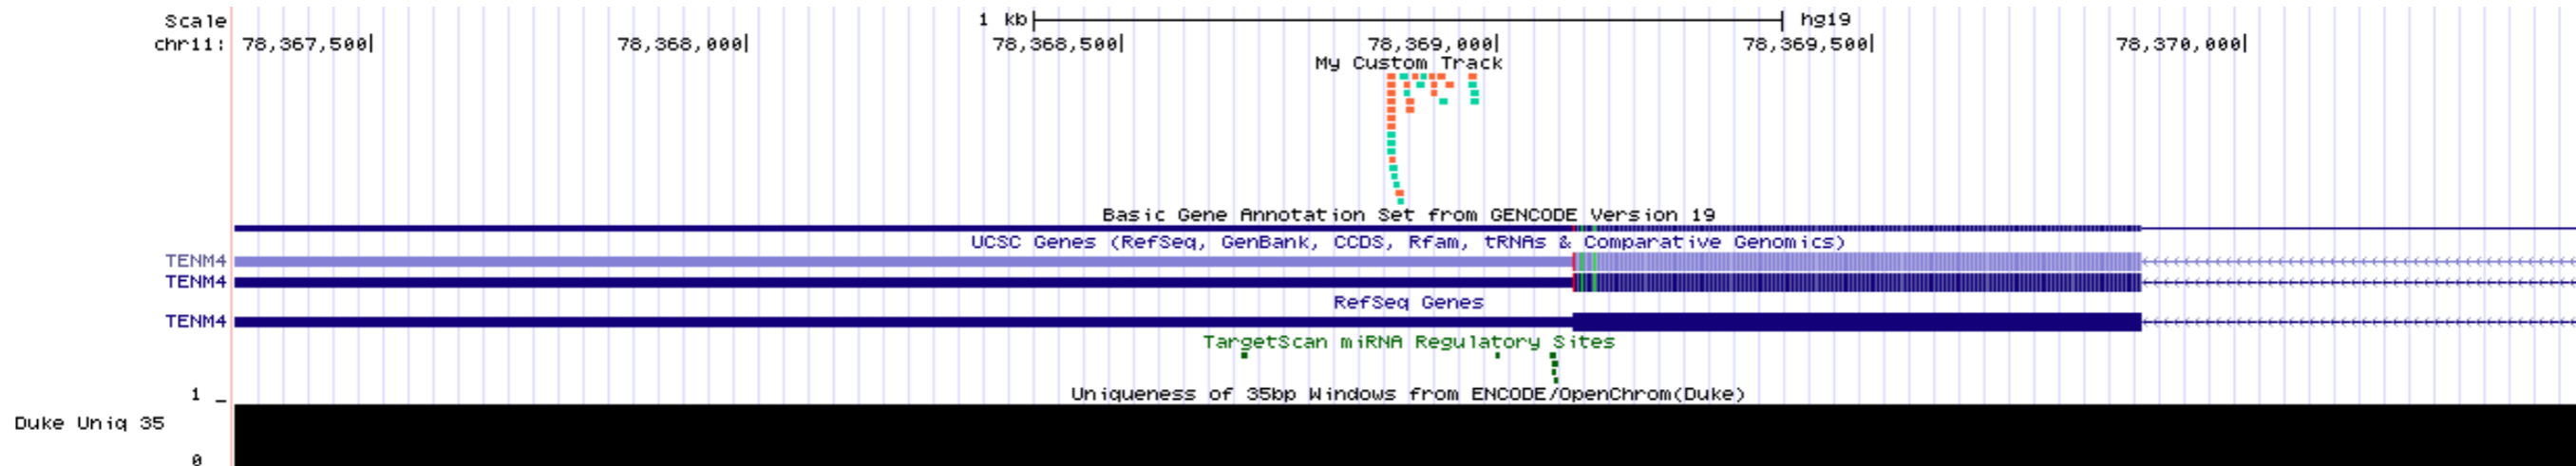 Scale 1 kb hg19
chr11: 78,367,500| 78,368,000| 78,368,500| 78,369,000| 78,369,500| 78,370,000|
My Custom Track
Basic Gene Annotation Set from GENCODE Version 19
UCSC Genes (RefSeq, GenBank, CCDS, Rfam, tRNAs & Comparative Genomics)
TENM4
TENM4
RefSeq Genes
TENM4
TargetScan miRNA Regulatory Sites
Uniqueness of 35bp Windows from ENCODE/OpenChrom(Duke)
1 _
Duke Uniq 35
0